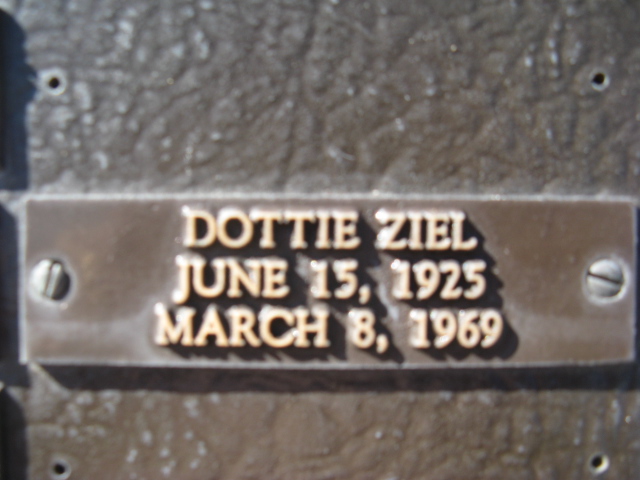 DOTTIE ZIEL
JUNE 15, 1925
MARCH 8, 1969